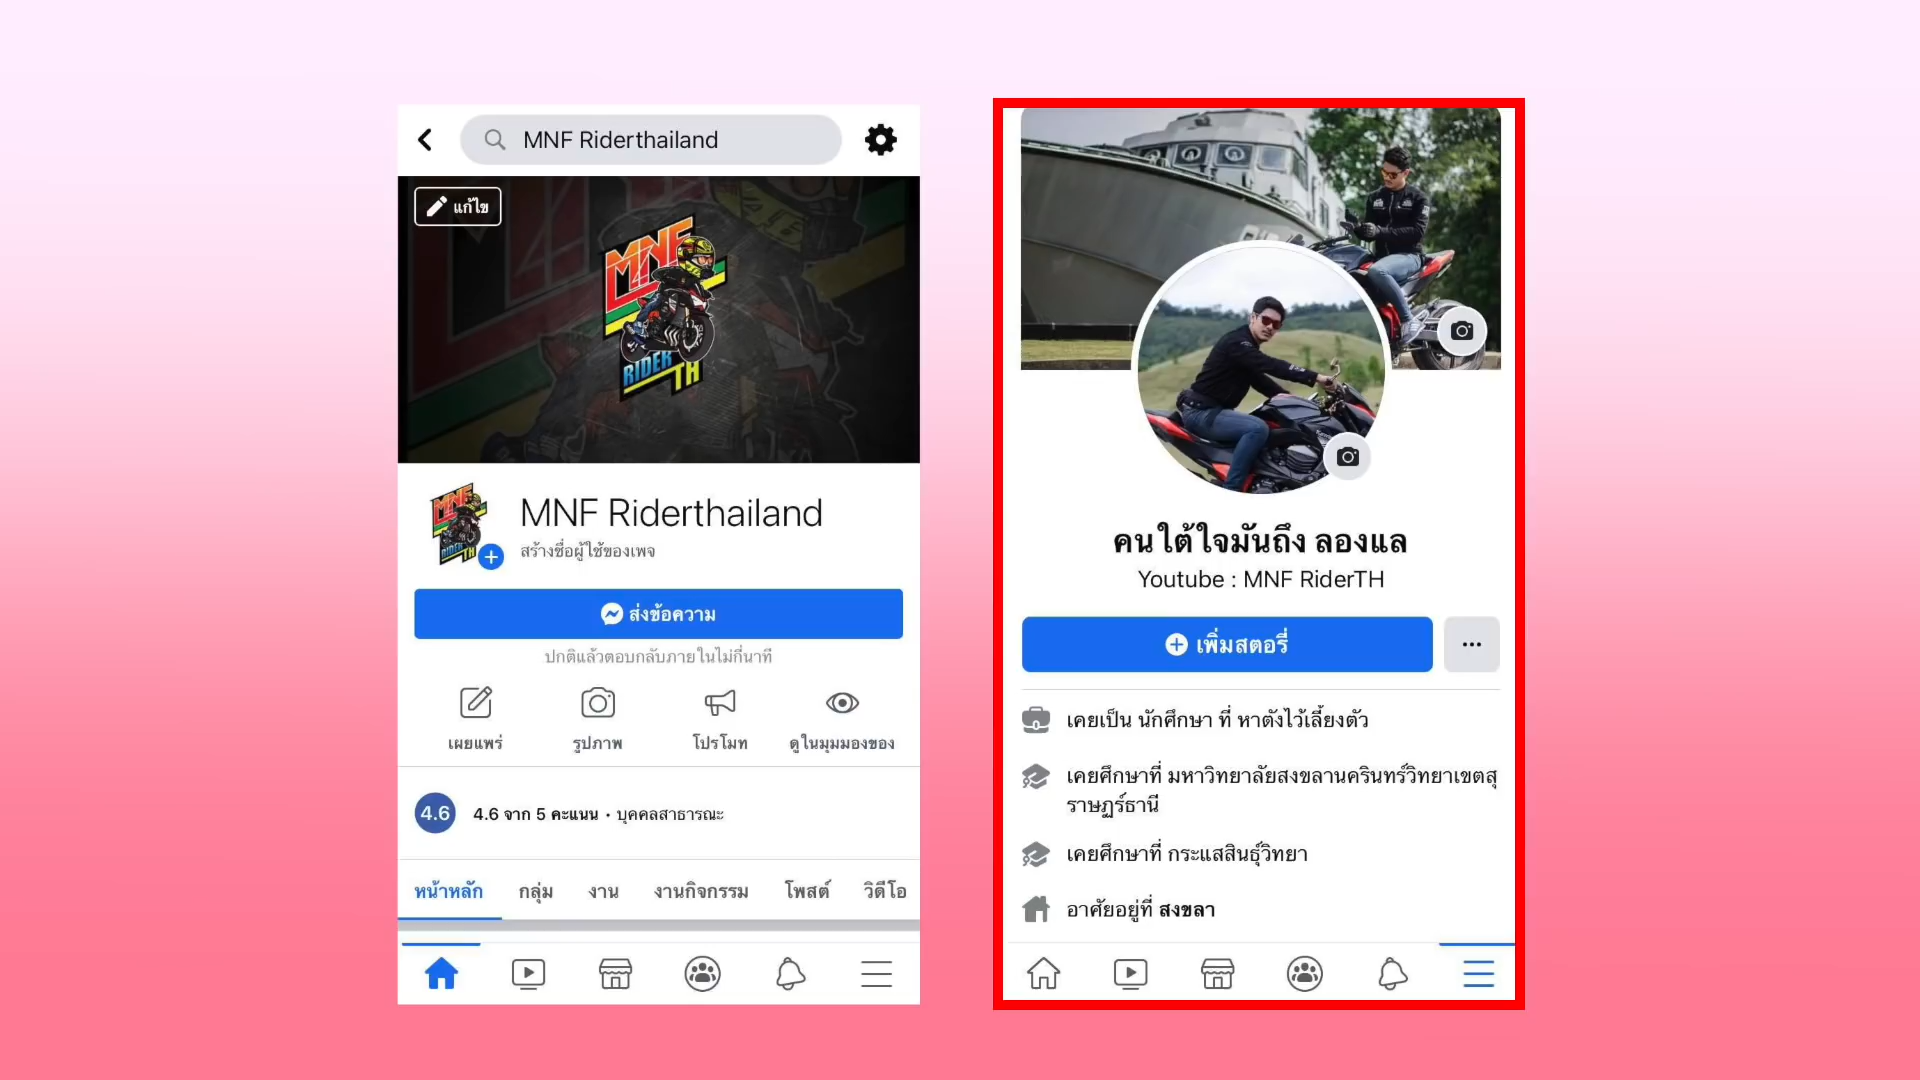 MNF Riderthailand
แก้ไข
MNF
RIDER
TH
MNF
RIDER
TH
MNF Riderthailand
สร้างชื่อผู้ใช้ของเพจ
ส่งข้อความ
ปกติแล้วตอบกลับภายในไม่กี่นาที
เผยแพร่ รูปภาพ โปรโมท ดูในมุมมองของ
4.6 4.6 จาก 5 คะแนน · บุคคลสาธารณะ
หน้าหลัก กลุ่ม งาน งานกิจกรรม โพสต์ วิดีโอ
คนใต้ใจมันถึง ลองแล
Youtube : MNF RiderTH
เพิ่มสตอรี่
เคยเป็น นักศึกษา ที่ หาตังไว้เลี้ยงตัว
เคยศึกษาที่ มหาวิทยาลัยสงขลานครินทร์วิทยาเขตสุ
ราษฎร์ธานี
เคยศึกษาที่ กระแสสินธุ์วิทยา
อาศัยอยู่ที่ สงขลา